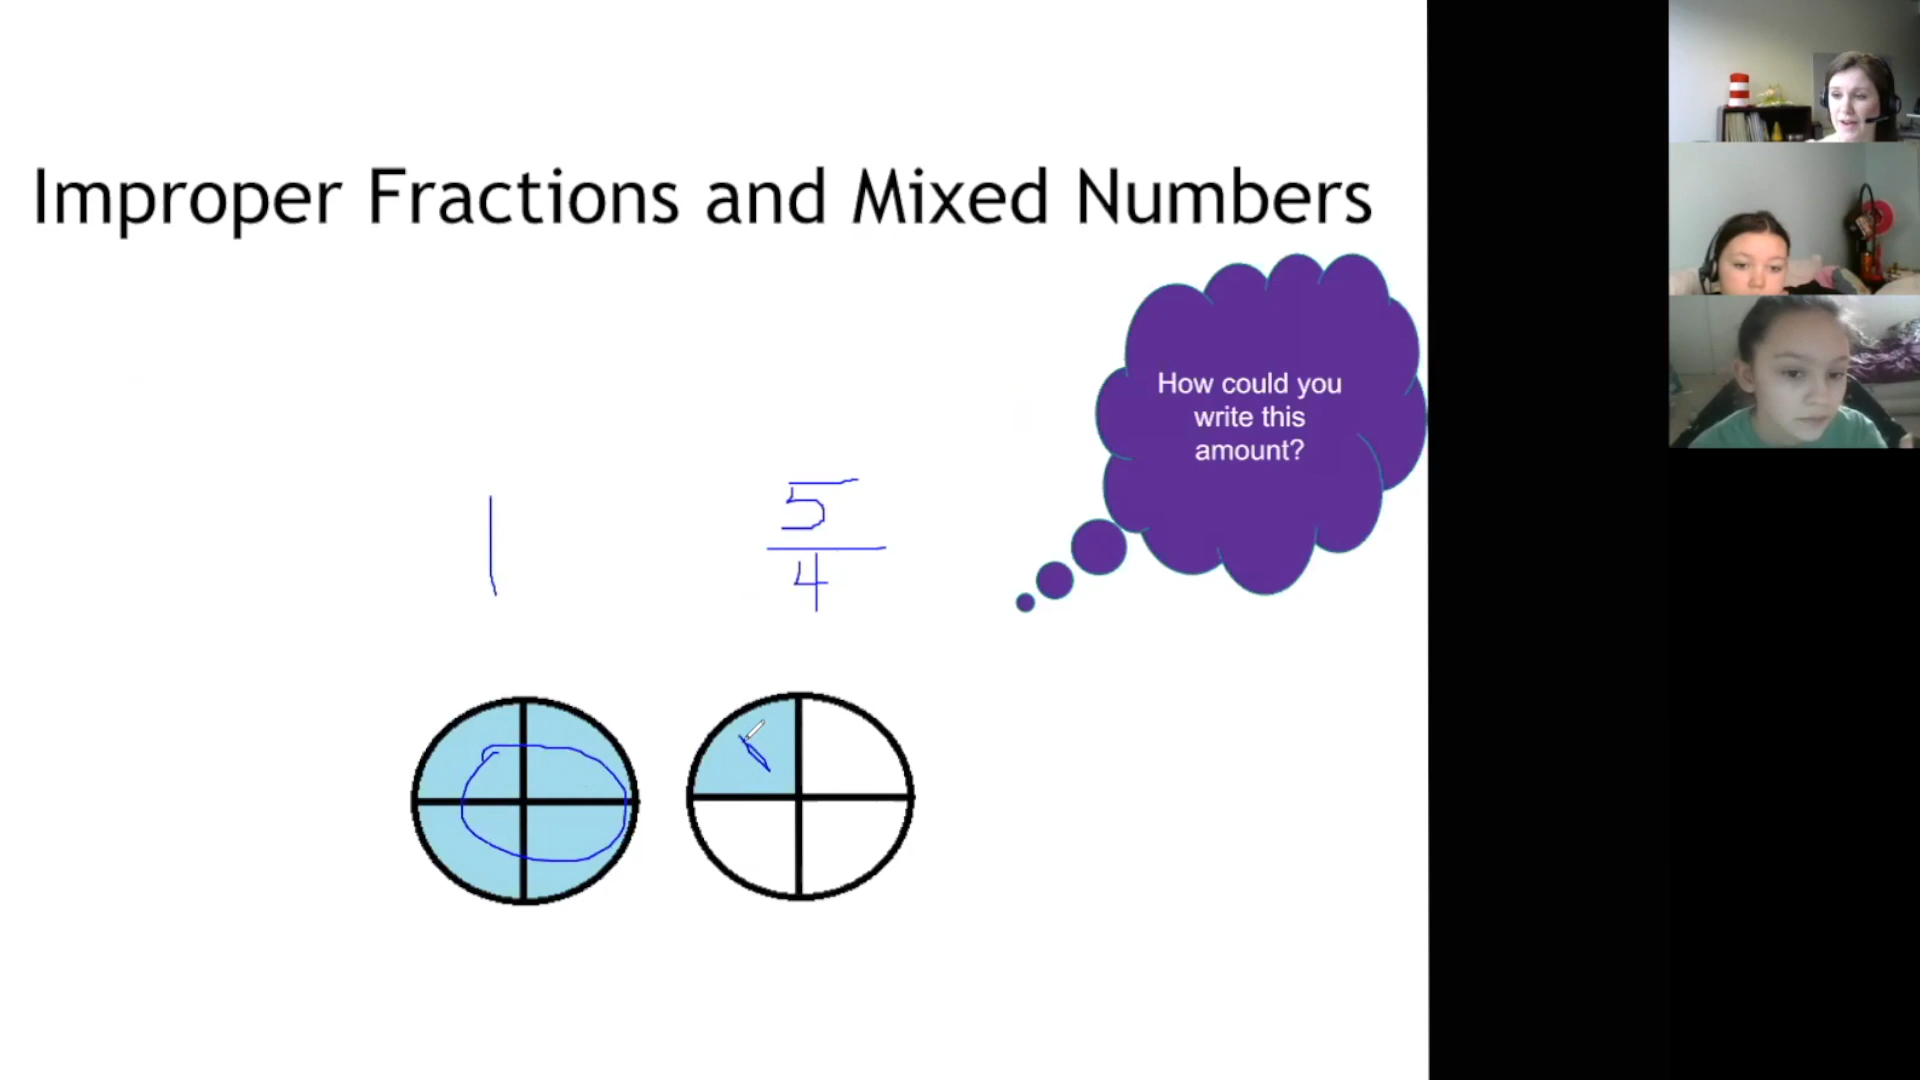 Improper Fractions and Mixed Numbers
How could you
write this
amount?
1
5
4